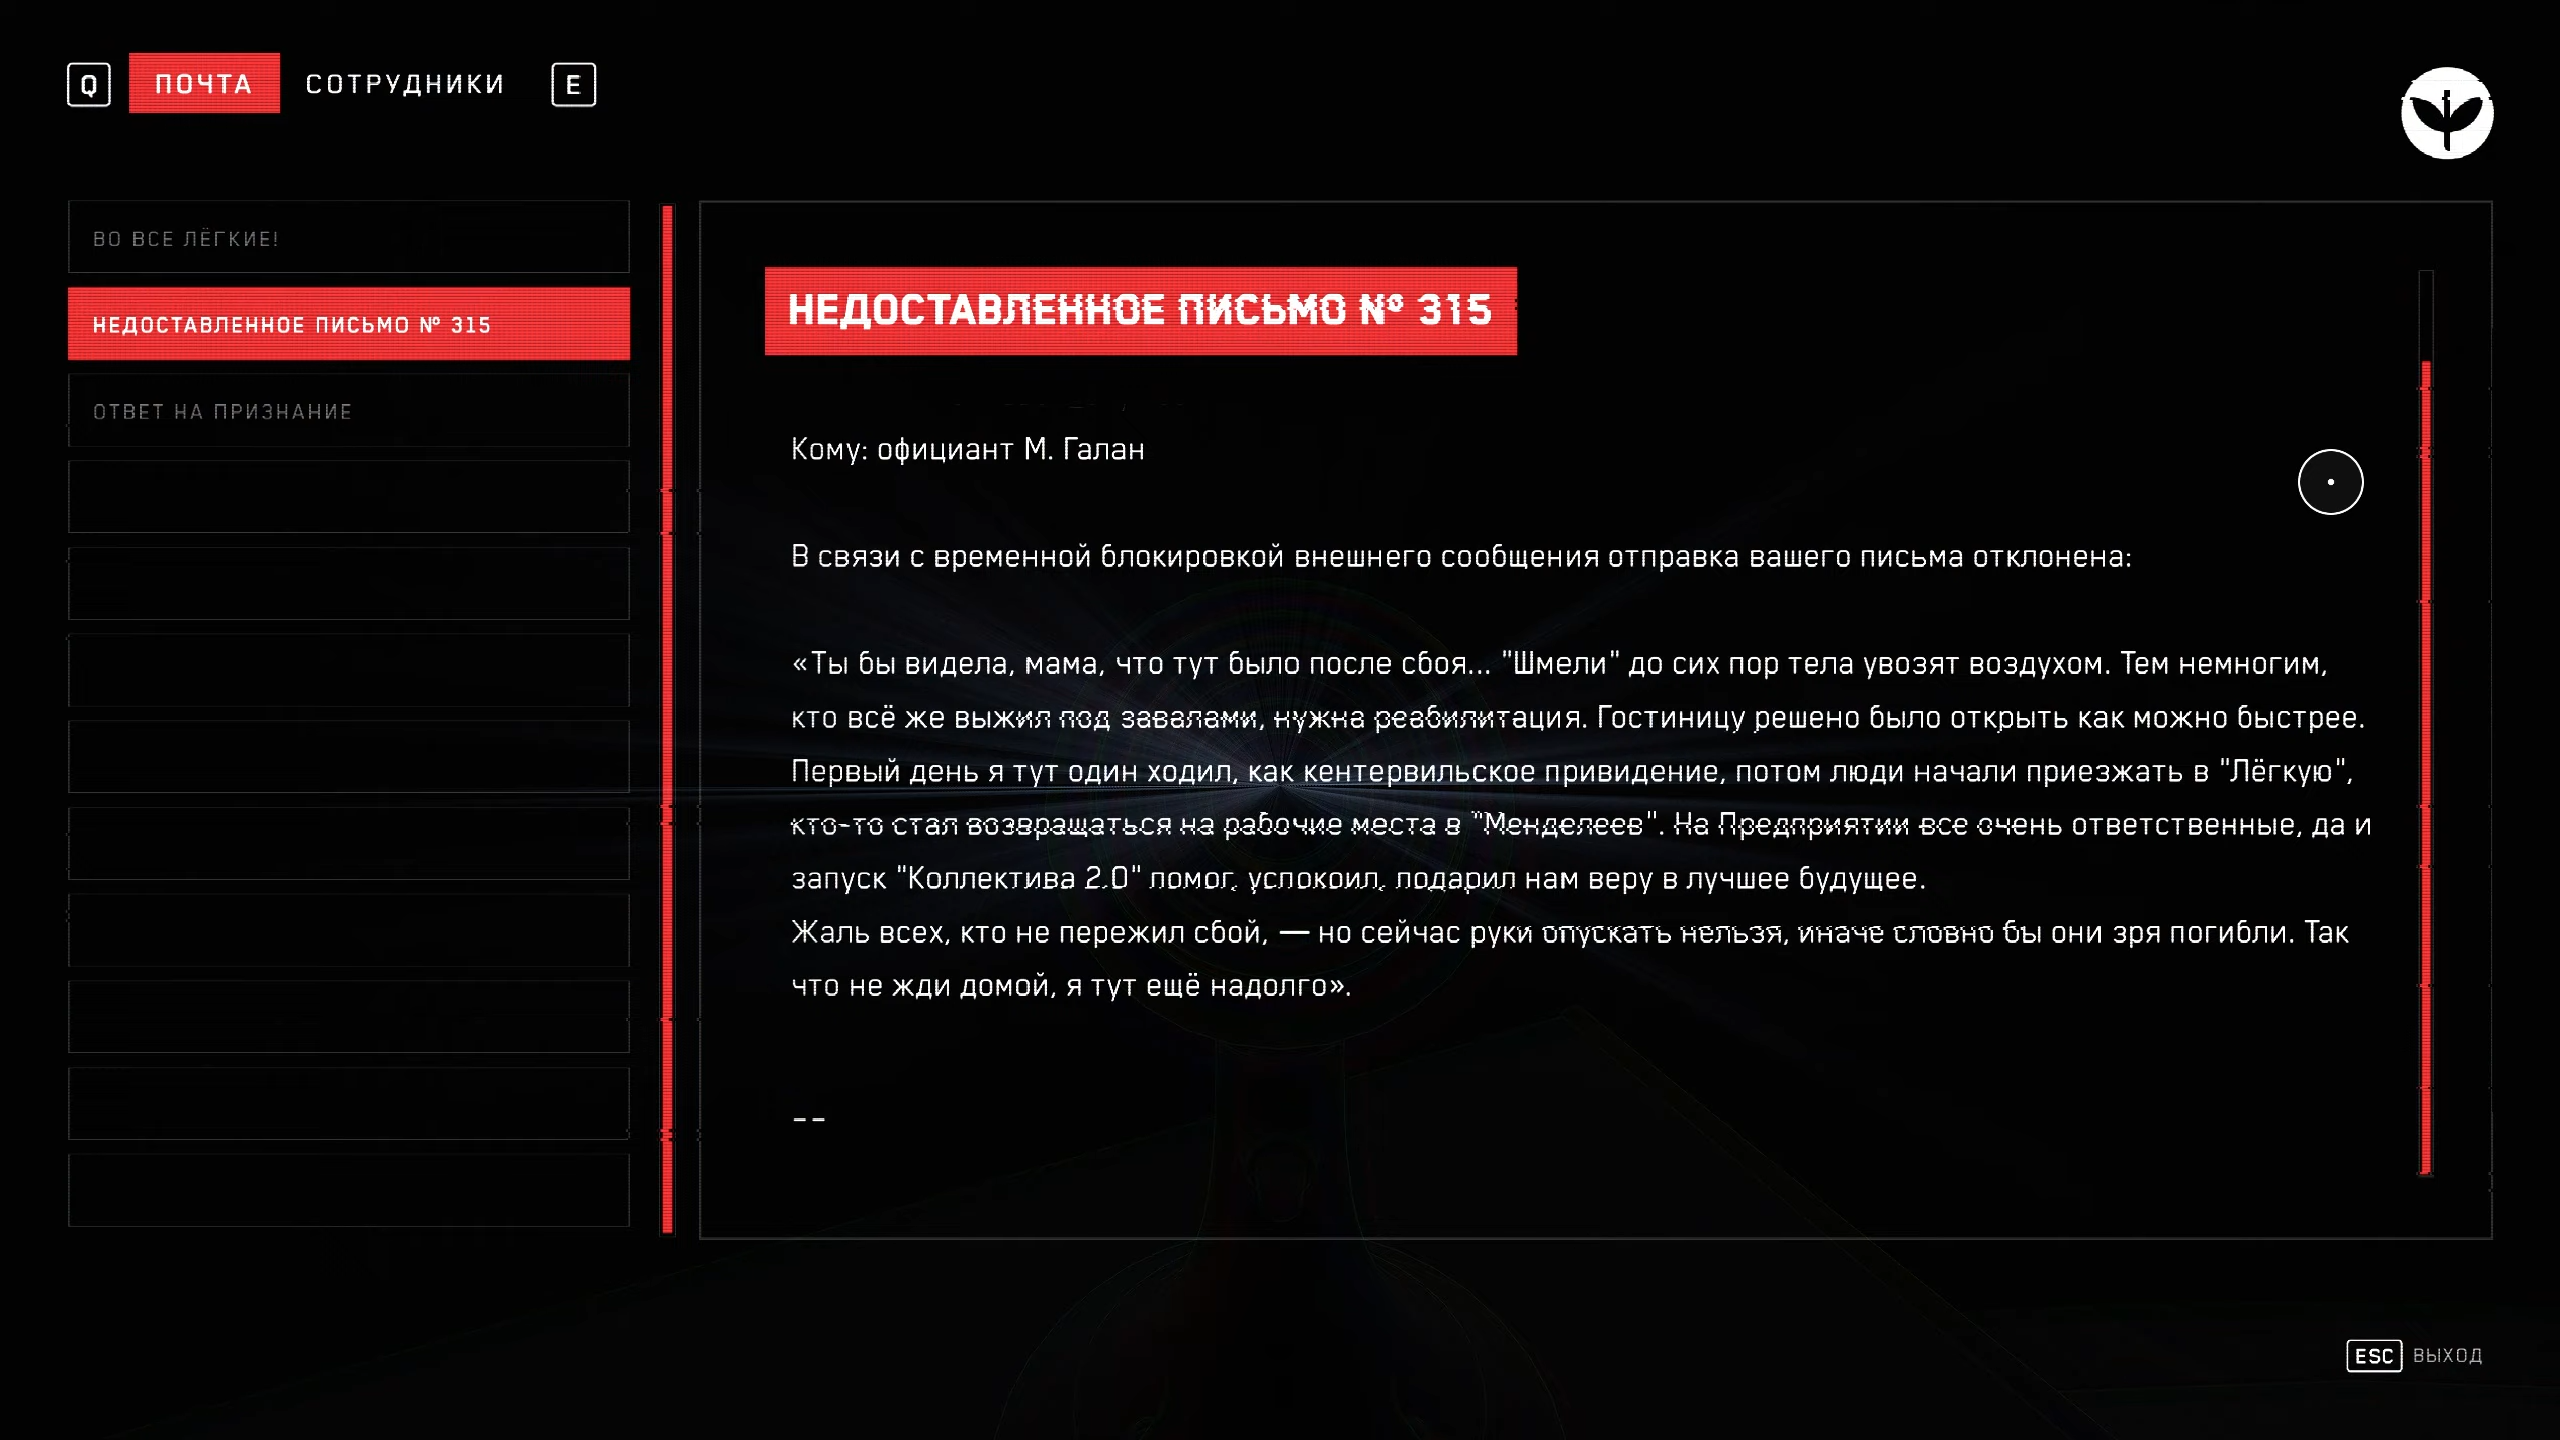 Q ПОЧТА СОТРУДНИКИ E
ВО ВСЕ ЛЁГКИЕ!
НЕДОСТАВЛЕННОЕ ПИСЬМО № 315
ОТВЕТ НА ПРИЗНАНИЕ
НЕДОСТАВЛЕННОЕ ПИСЬМО № 315
Кому: официант М. Галан
В связи с временной блокировкой внешнего сообщения отправка вашего письма отклонена:
«Ты бы видела, мама, что тут было после сбоя... "Шмели" до сих пор тела увозят воздухом. Тем немногим,
кто всё же выжил под завалами, нужна реабилитация. Гостиницу решено было открыть как можно быстрее.
Первый день я тут один ходил, как кентервильское привидение, потом люди начали приезжать в "Лёгкую",
кто-то стал возвращаться на рабочие места в "Менделеев". На Предприятии все очень ответственные, да и
запуск "Коллектива 2.0" помог, успокоил, подарил нам веру в лучшее будущее.
Жаль всех, кто не пережил сбой, — но сейчас руки опускать нельзя, иначе словно бы они зря погибли. Так
что не жди домой, я тут ещё надолго».
--
ESC ВЫХОД